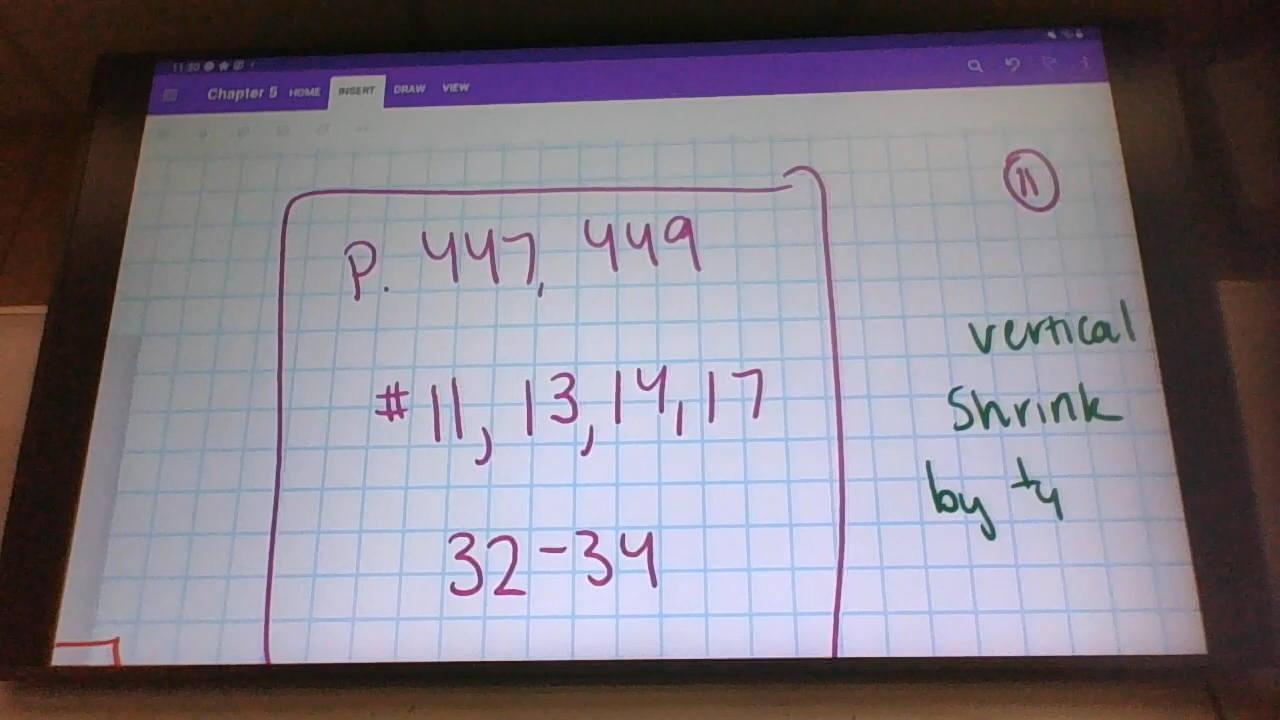 Chapter 5 HOME INSERT DRAW VIEW
P. 447, 449
#11, 13, 14, 17
32-34
11
vertical
shrink
by 1/4